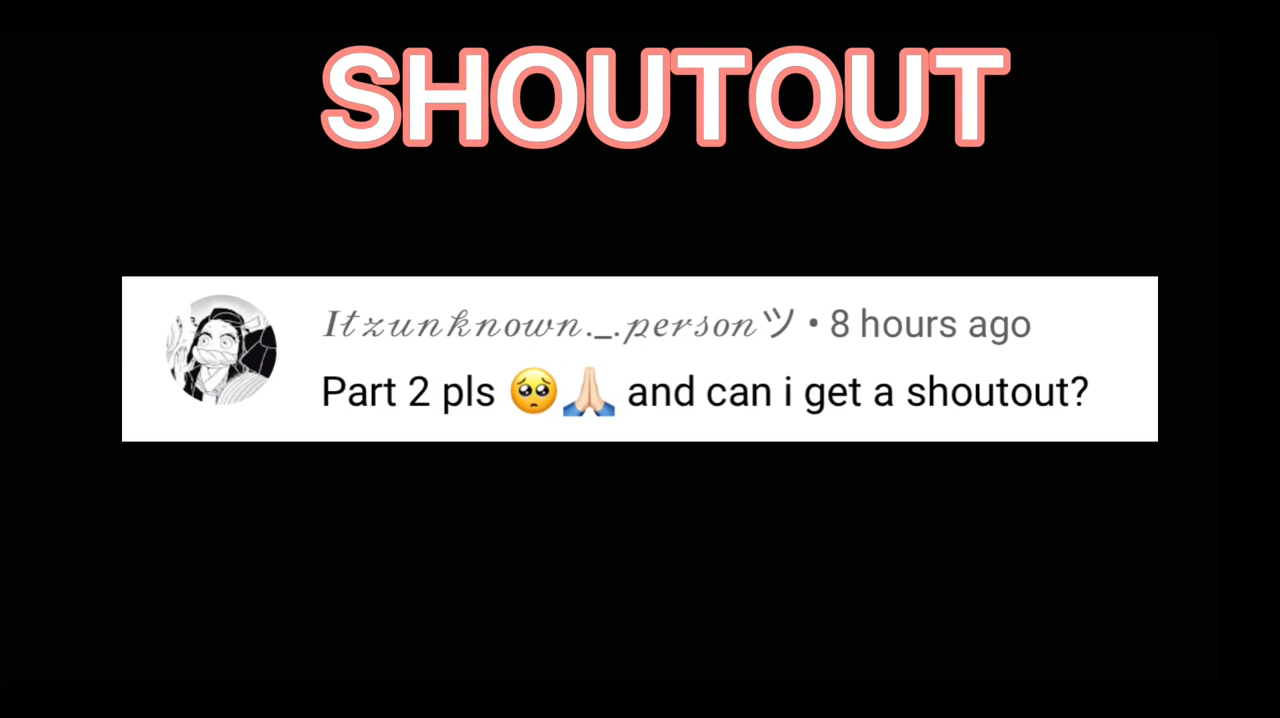 SHOUTOUT
𝐼𝓉𝓏𝓊𝓃𝓀𝓃𝑜𝓌𝓃._.𝓅𝑒𝓇𝓈𝑜𝓃ツ • 8 hours ago
Part 2 pls 🥺🙏🏻 and can i get a shoutout?